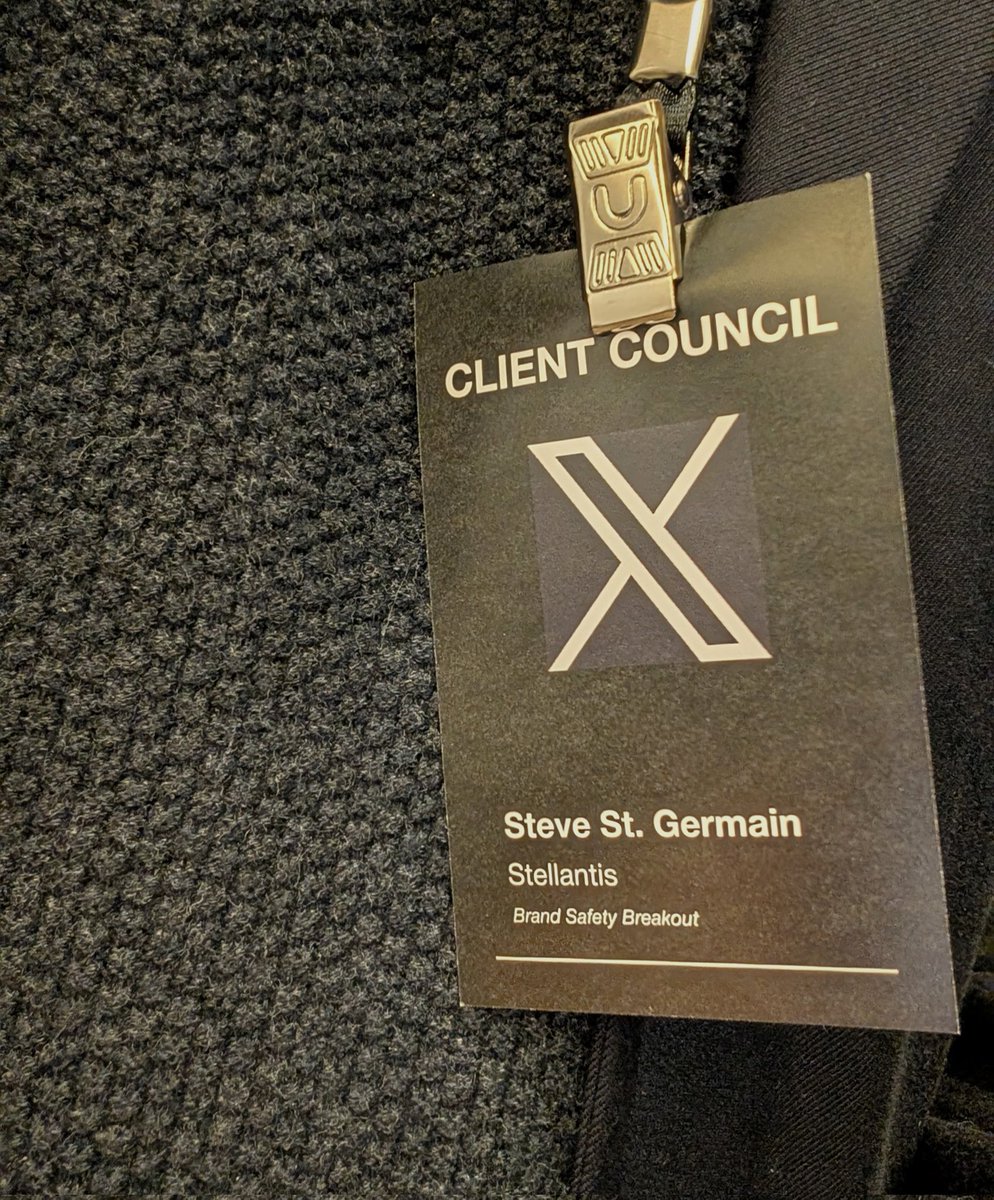 CLIENT COUNCIL
X
Steve St. Germain
Stellantis
Brand Safety Breakout